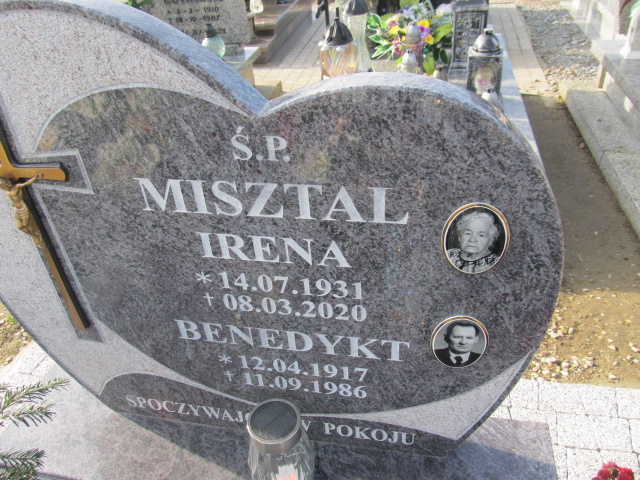 Ś.P.
MISZTAL
IRENA
* 14.07.1931
† 08.03.2020
BENEDYKT
* 12.04.1917
† 11.09.1986
W POKOJU